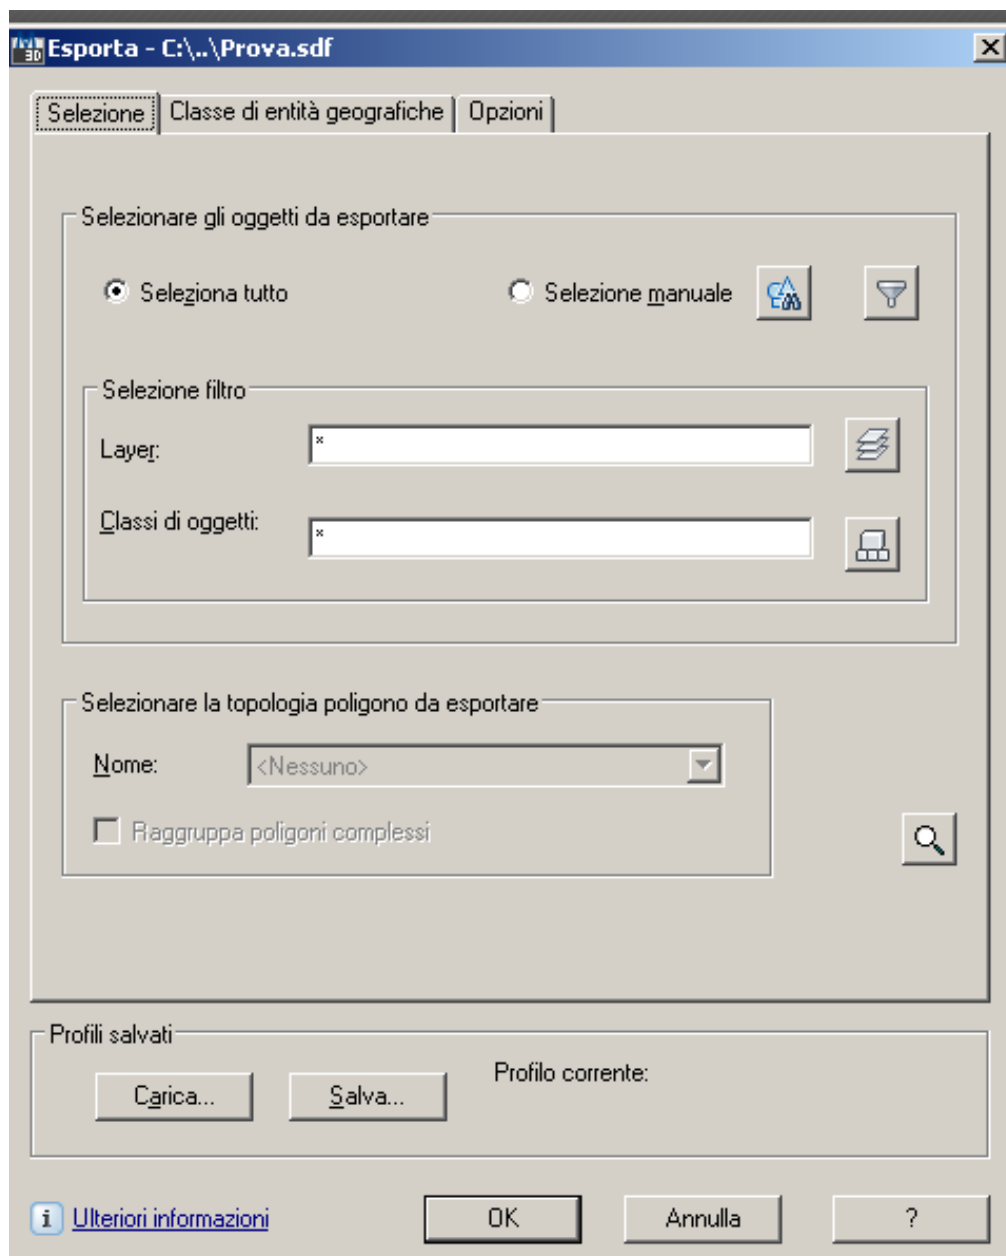 Esporta - C:\..\Prova.sdf
Selezione
Classe di entità geografiche
Opzioni
Selezionare gli oggetti da esportare
Seleziona tutto
Selezione manuale
Selezione filtro
Layer:
*
Classi di oggetti:
*
Selezionare la topologia poligono da esportare
Nome:
<Nessuno>
Raggruppa poligoni complessi
Profili salvati
Carica...
Salva...
Profilo corrente:
Ulteriori informazioni
OK
Annulla
?